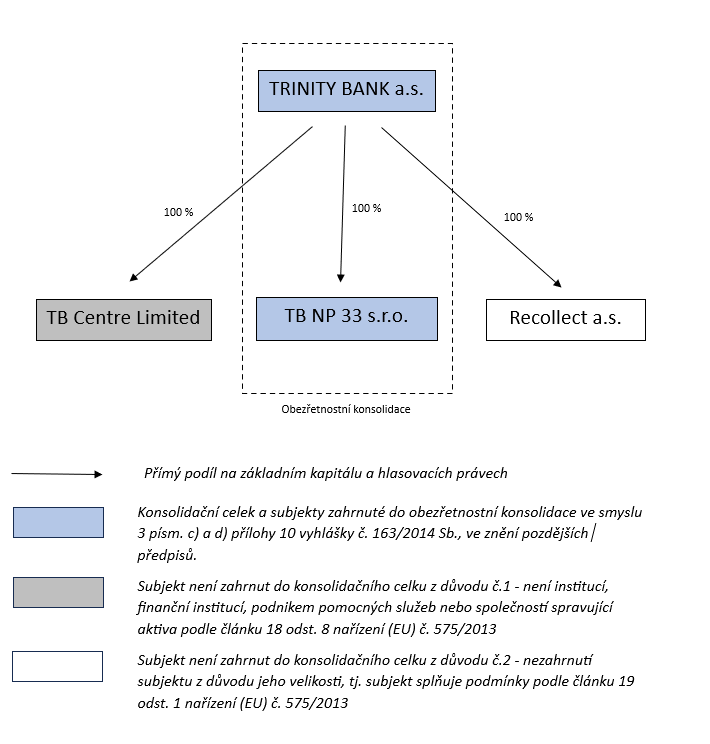 TRINITY BANK a.s.
100 %
100 %
100 %
TB Centre Limited
TB NP 33 s.r.o.
Recollect a.s.
Obezřetnostní konsolidace
Přímý podíl na základním kapitálu a hlasovacích právech
Konsolidační celek a subjekty zahrnuté do obezřetnostní konsolidace ve smyslu
3 písm. c) a d) přílohy 10 vyhlášky č. 163/2014 Sb., ve znění pozdějších
předpisů.
Subjekt není zahrnut do konsolidačního celku z důvodu č.1 - není institucí,
finanční institucí, podnikem pomocných služeb nebo společností spravující
aktiva podle článku 18 odst. 8 nařízení (EU) č. 575/2013
Subjekt není zahrnut do konsolidačního celku z důvodu č.2 - nezahrnutí
subjektu z důvodu jeho velikosti, tj. subjekt splňuje podmínky podle článku 19
odst. 1 nařízení (EU) č. 575/2013